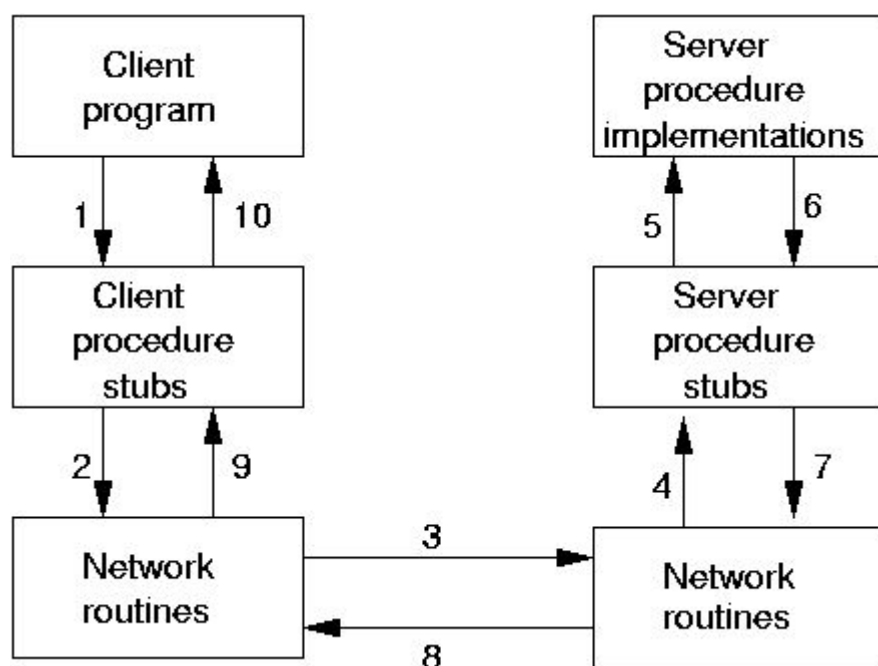 Client
program
Server
procedure
implementations
1
10
5
6
Client
procedure
stubs
Server
procedure
stubs
2
9
4
7
Network
routines
3
8
Network
routines